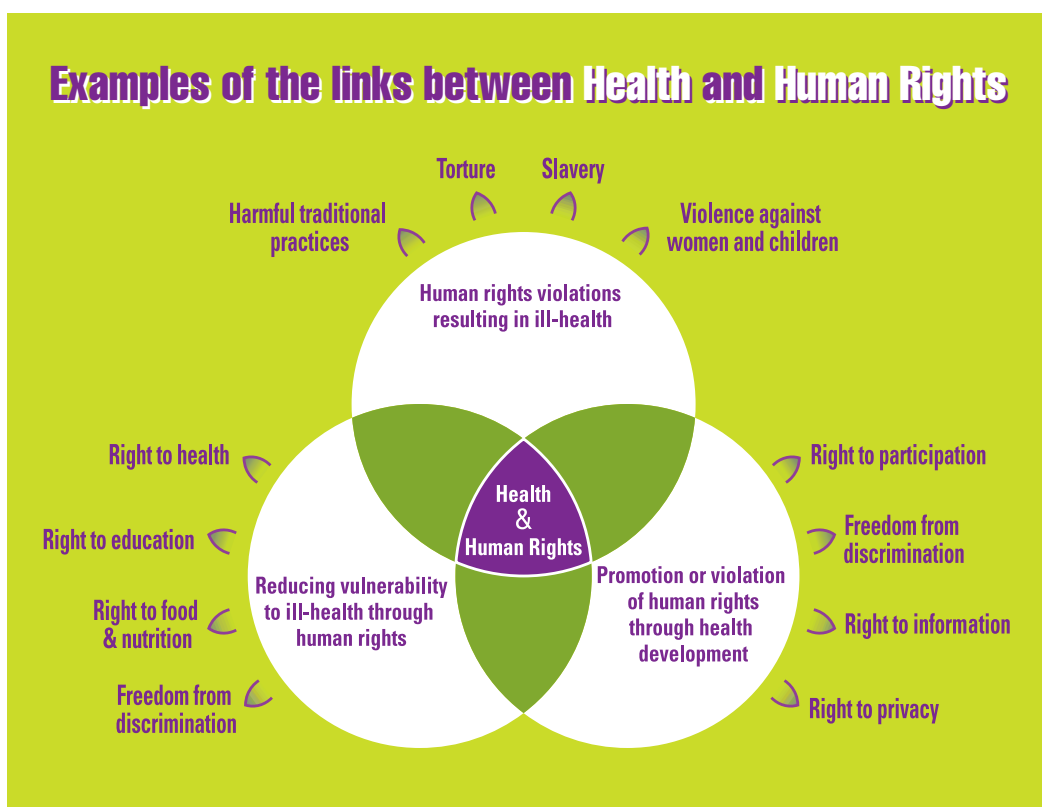 Examples of the links between Health and Human Rights
Torture
Slavery
Harmful traditional
practices
Violence against
women and children
Human rights violations
resulting in ill-health
Right to health
Right to education
Right to food
& nutrition
Freedom from
discrimination
Reducing vulnerability
to ill-health through
human rights
Health
&
Human Rights
Promotion or violation
of human rights
through health
development
Right to participation
Freedom from
discrimination
Right to information
Right to privacy